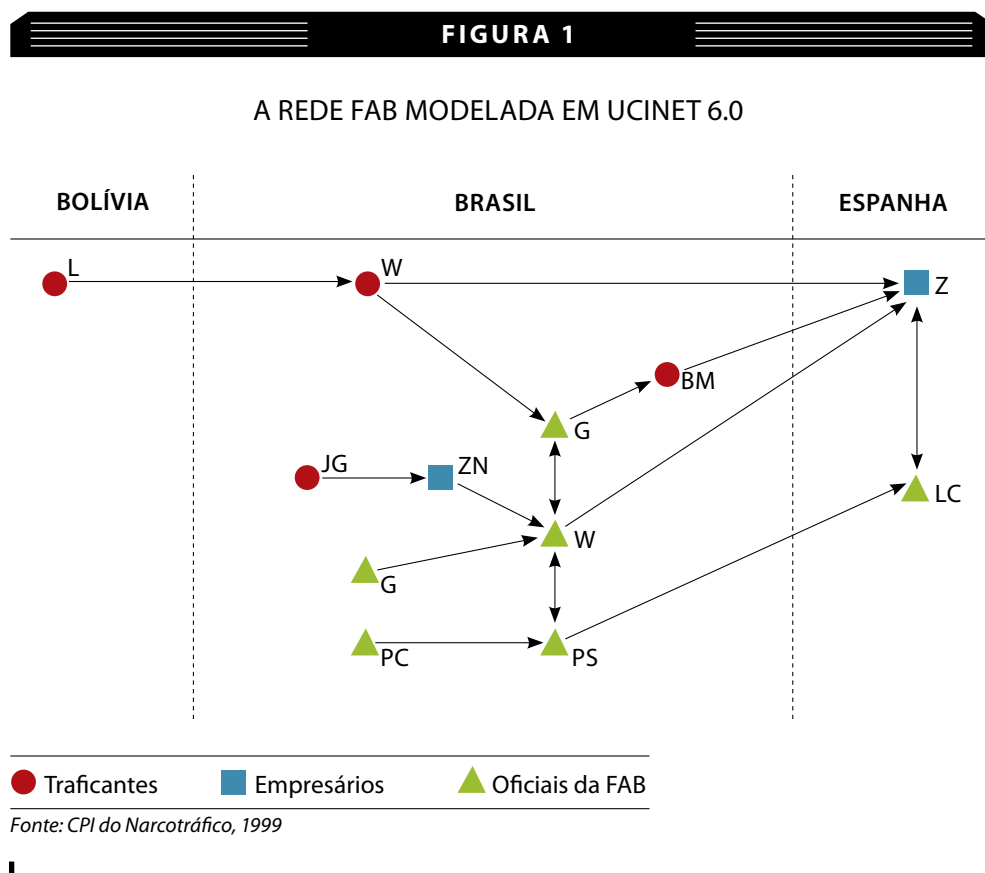 FIGURA 1
A REDE FAB MODELADA EM UCINET 6.0
BOLÍVIA
BRASIL
ESPANHA
L
W
Z
BM
G
JG
ZN
LC
W
G
PC
PS
Traficantes
Empresários
Oficiais da FAB
Fonte: CPI do Narcotráfico, 1999